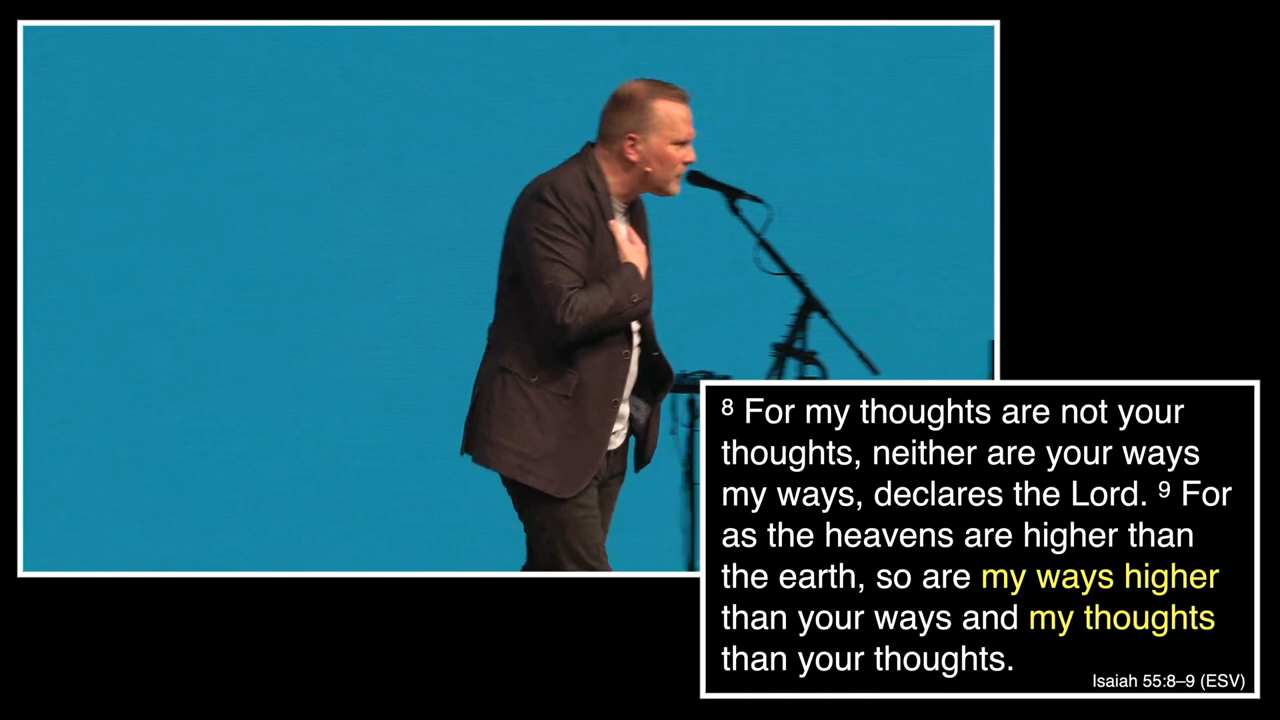 ⁸ For my thoughts are not your
thoughts, neither are your ways
my ways, declares the Lord. ⁹ For
as the heavens are higher than
the earth, so are my ways higher
than your ways and my thoughts
than your thoughts.
Isaiah 55:8–9 (ESV)